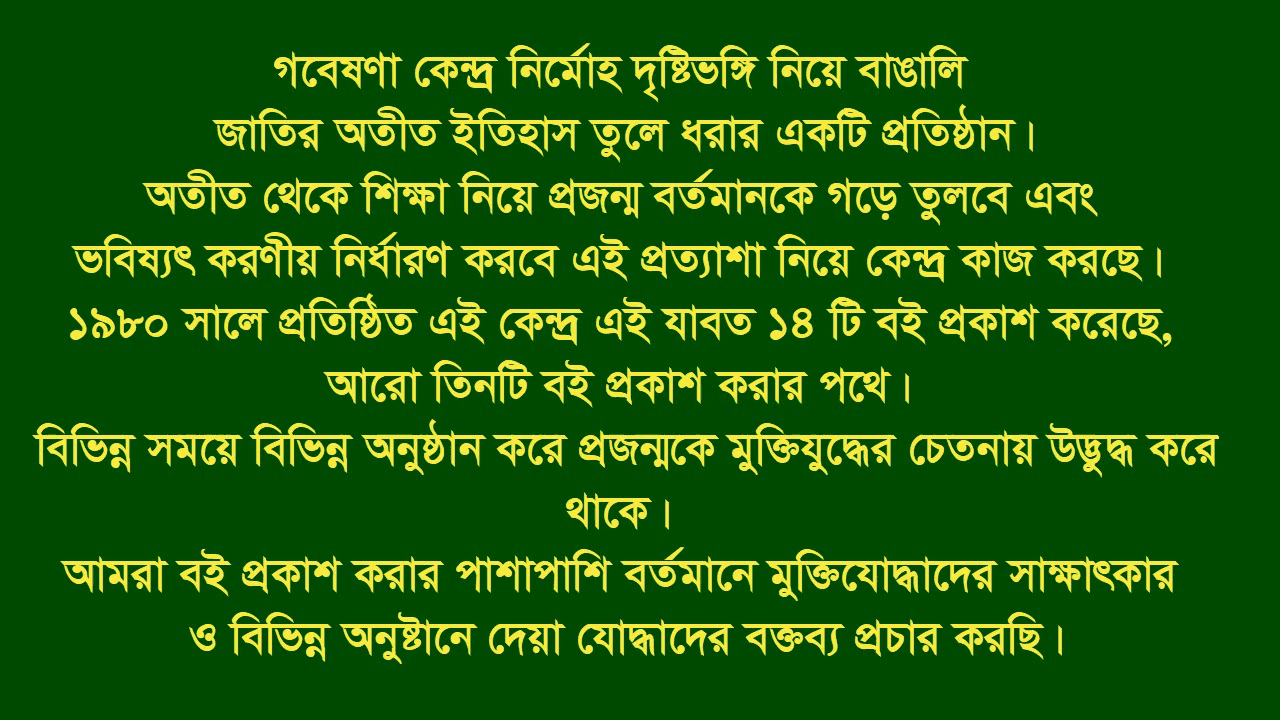 গবেষণা কেন্দ্র নির্মোহ দৃষ্টিভঙ্গি নিয়ে বাঙালি
জাতির অতীত ইতিহাস তুলে ধরার একটি প্রতিষ্ঠান।
অতীত থেকে শিক্ষা নিয়ে প্রজন্ম বর্তমানকে গড়ে তুলবে এবং
ভবিষ্যৎ করণীয় নির্ধারণ করবে এই প্রত্যাশা নিয়ে কেন্দ্র কাজ করছে।
১৯৮০ সালে প্রতিষ্ঠিত এই কেন্দ্র এই যাবত ১৪ টি বই প্রকাশ করেছে,
আরো তিনটি বই প্রকাশ করার পথে।
বিভিন্ন সময়ে বিভিন্ন অনুষ্ঠান করে প্রজন্মকে মুক্তিযুদ্ধের চেতনায় উদ্ভুদ্ধ করে
থাকে।
আমরা বই প্রকাশ করার পাশাপাশি বর্তমানে মুক্তিযোদ্ধাদের সাক্ষাৎকার
ও বিভিন্ন অনুষ্টানে দেয়া যোদ্ধাদের বক্তব্য প্রচার করছি।